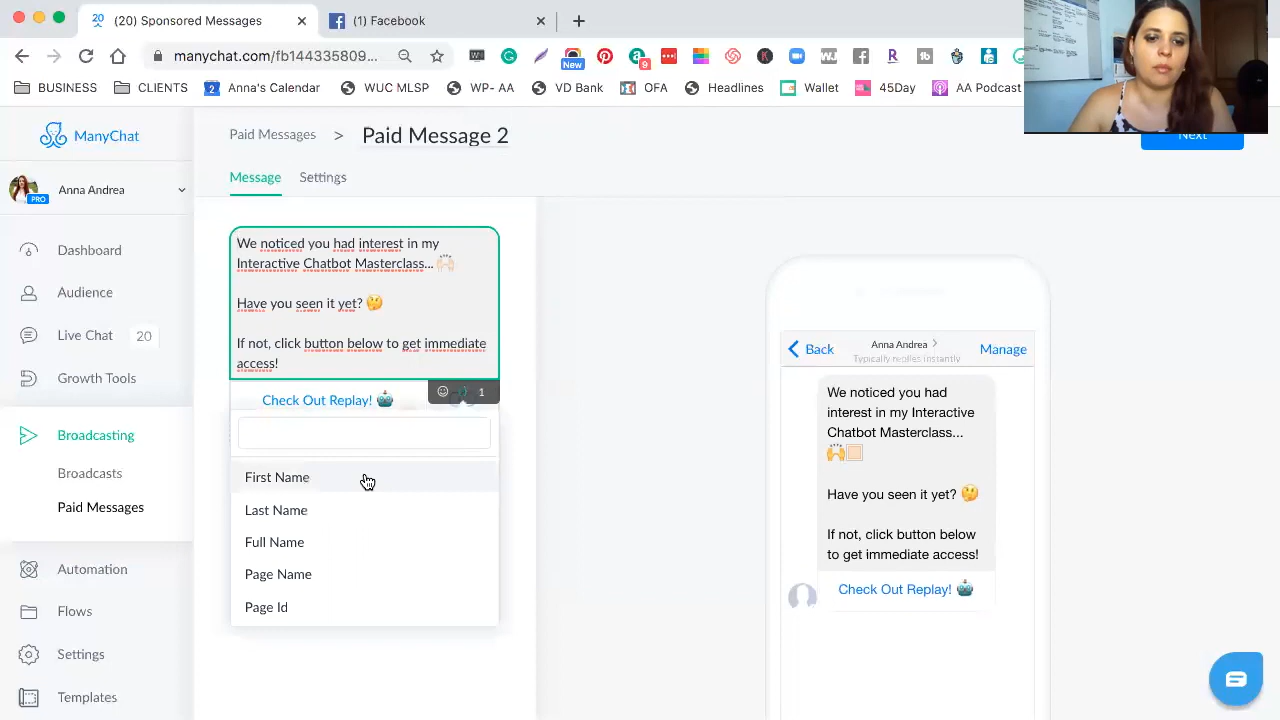 (20) Sponsored Messages
(1) Facebook
manychat.com/fb1443358...
New
9
BUSINESS
CLIENTS
2
Anna's Calendar
WUC MLSP
WP- AA
VD Bank
OFA
Headlines
Wallet
45Day
AA Podcast
ManyChat
Paid Messages > Paid Message 2
Next
Message
Settings
Anna Andrea
PRO
Dashboard
Audience
Live Chat 20
Growth Tools
Broadcasting
Broadcasts
Paid Messages
Automation
Flows
Settings
Templates
We noticed you had interest in my
Interactive Chatbot Masterclass... 🙌🏻
Have you seen it yet? 🤔
If not, click button below to get immediate
access!
1
Check Out Replay! 🤖
First Name
Last Name
Full Name
Page Name
Page Id
Back
Anna Andrea >
Typically replies instantly
Manage
We noticed you had
interest in my Interactive
Chatbot Masterclass...
🙌🏻
Have you seen it yet? 🤔
If not, click button below
to get immediate access!
Check Out Replay! 🤖